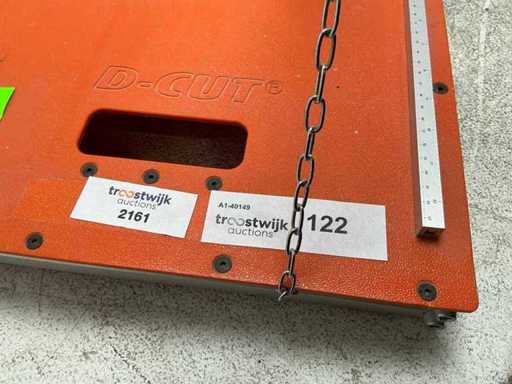 D-CUT®
troostwijk
auctions
2161
A1-40149
troostwijk
auctions
122